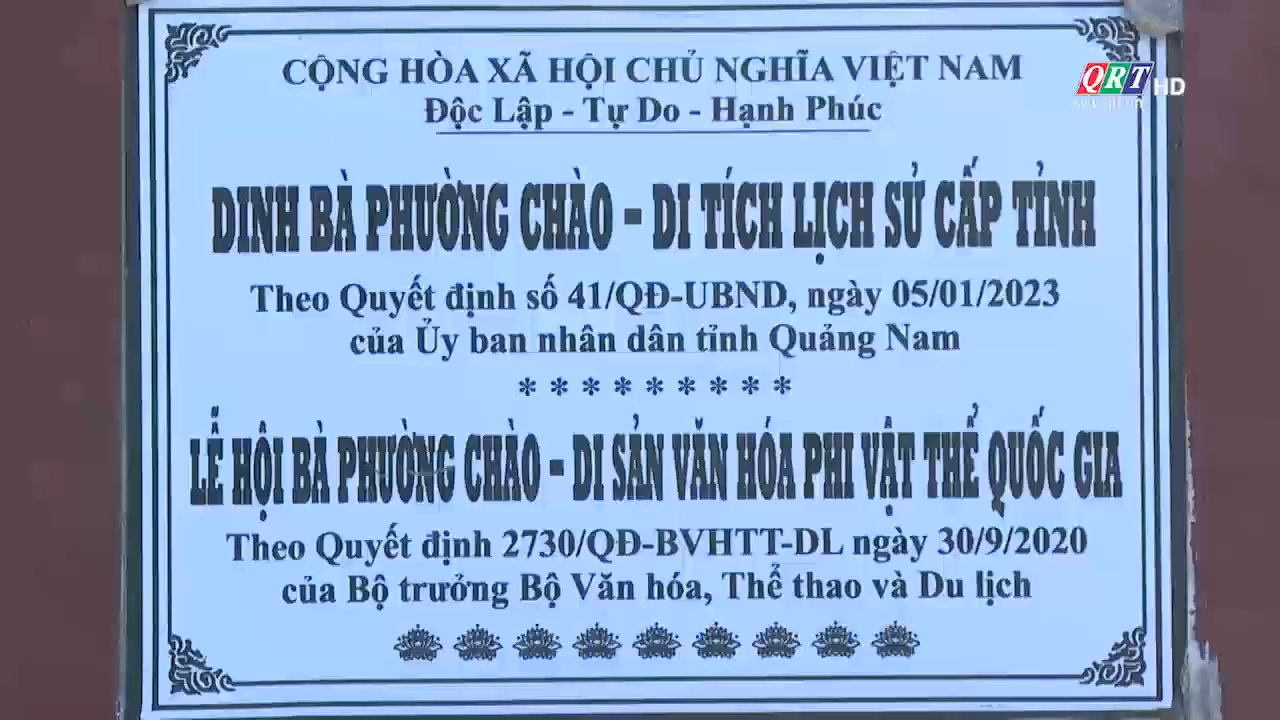 CỘNG HÒA XÃ HỘI CHỦ NGHĨA VIỆT NAM
Độc Lập - Tự Do - Hạnh Phúc
QRT HD
DINH BÀ PHƯỜNG CHÀO - DI TÍCH LỊCH SỬ CẤP TỈNH
Theo Quyết định số 41/QĐ-UBND, ngày 05/01/2023
của Ủy ban nhân dân tỉnh Quảng Nam
* * * * * * * * *
LỄ HỘI BÀ PHƯỜNG CHÀO - DI SẢN VĂN HÓA PHI VẬT THỂ QUỐC GIA
Theo Quyết định 2730/QĐ-BVHTT-DL ngày 30/9/2020
của Bộ trưởng Bộ Văn hóa, Thể thao và Du lịch